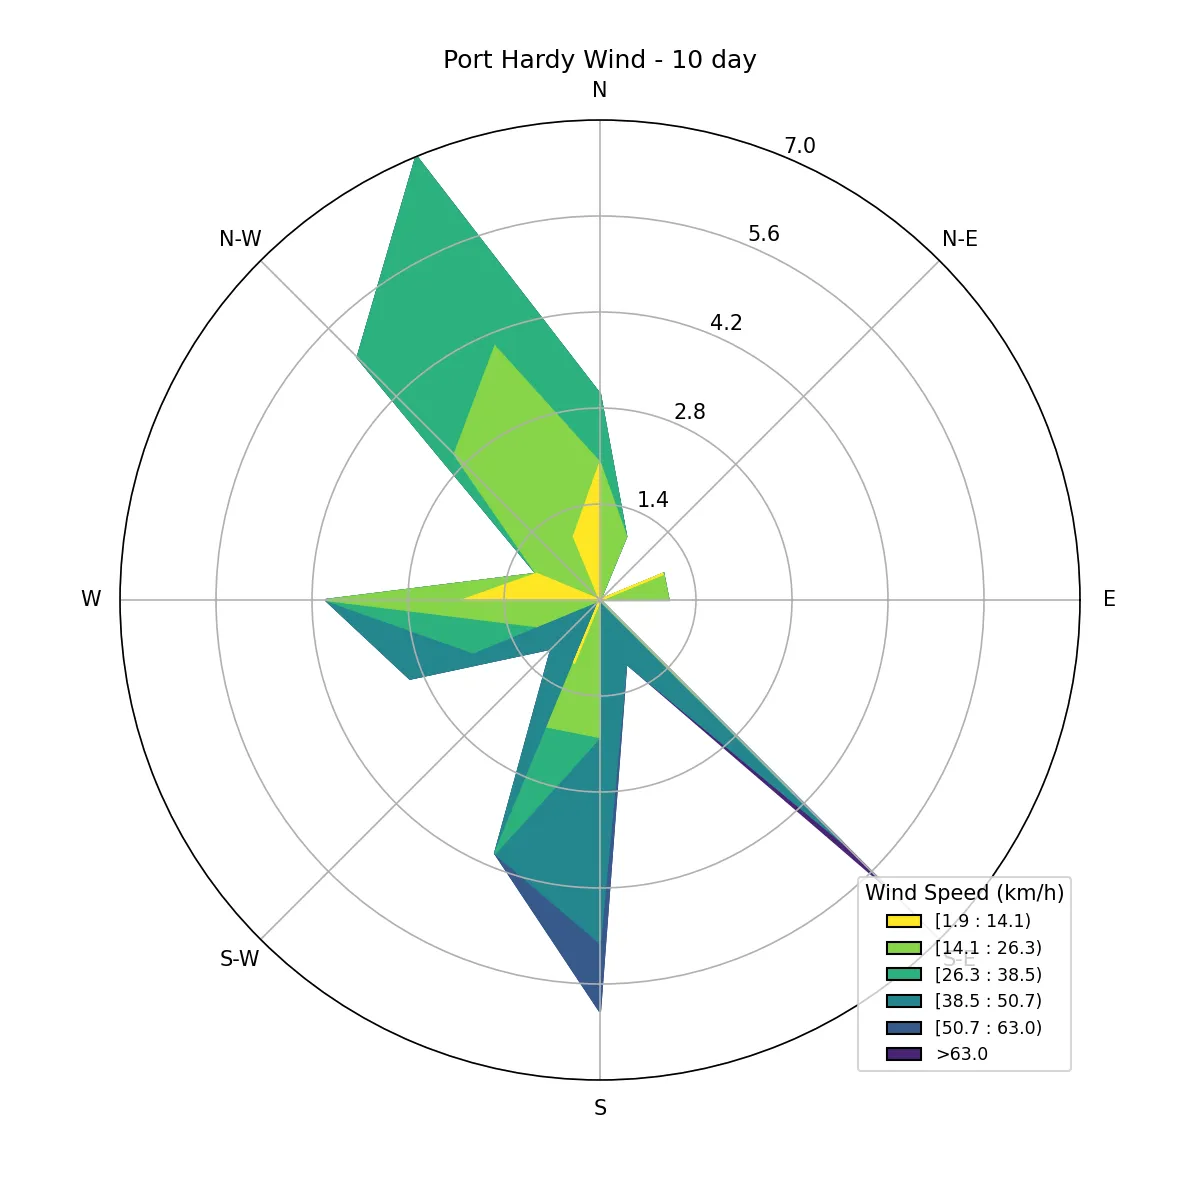 Port Hardy Wind - 10 day
N
7.0
N-W
5.6
N-E
4.2
2.8
1.4
W
E
S-W
S-E
S
Wind Speed (km/h)
[1.9 : 14.1)
[14.1 : 26.3)
[26.3 : 38.5)
[38.5 : 50.7)
[50.7 : 63.0)
>63.0